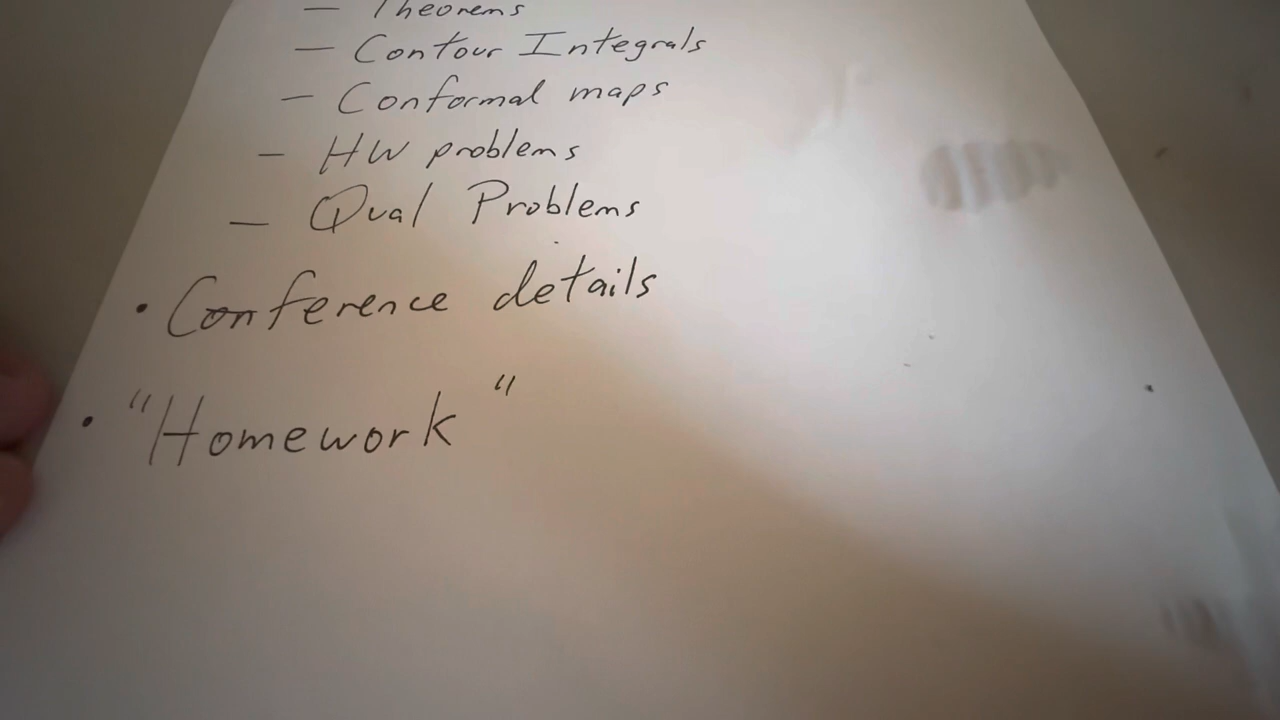 — Theorems
— Contour Integrals
— Conformal maps
— HW problems
— Qual Problems
• Conference details
• "Homework"